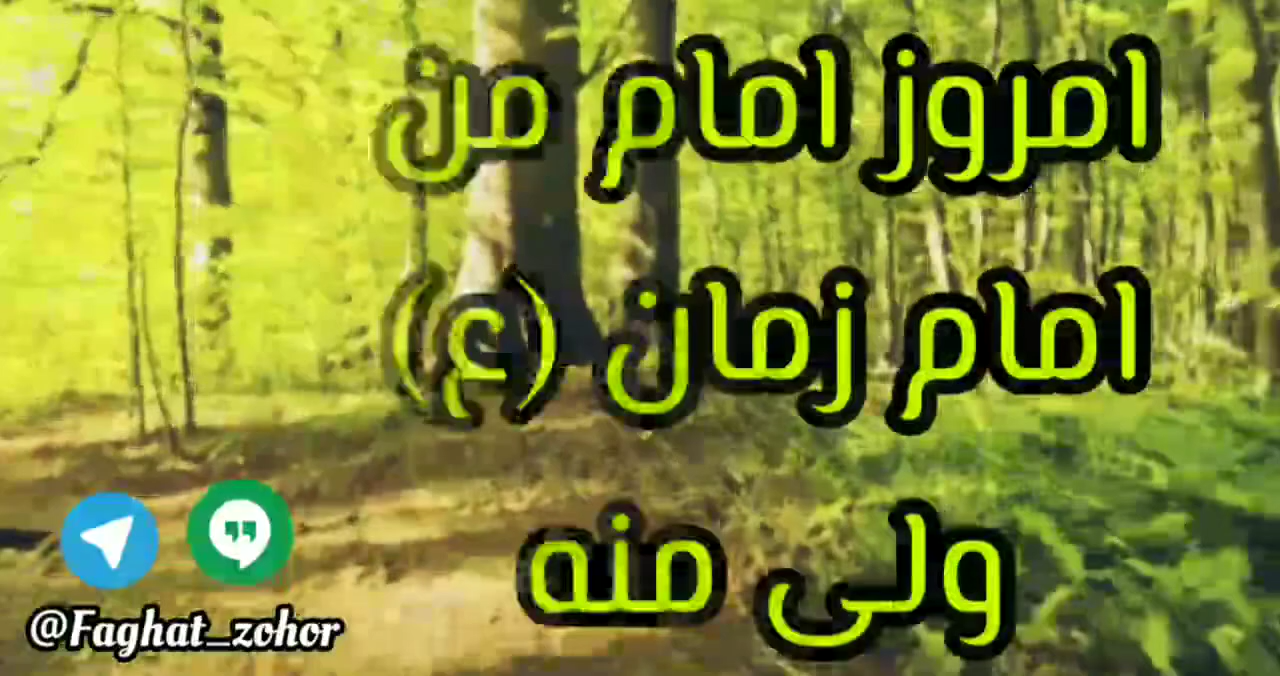 امروز امام من
امام زمان (ع)
ولی منه
@Faghat_zohor